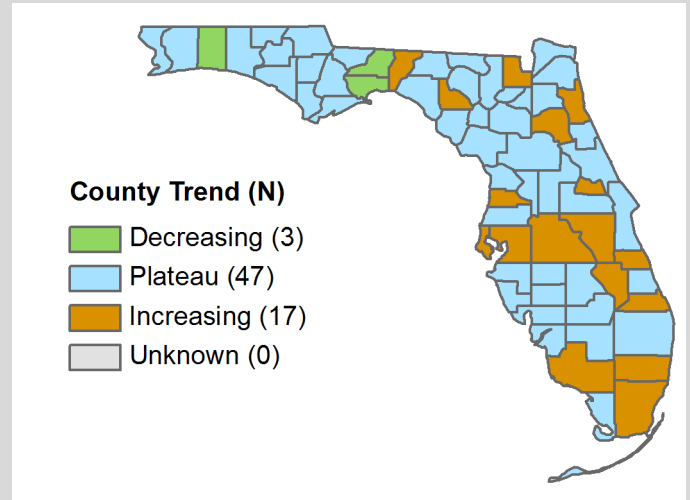 County Trend (N)
Decreasing (3)
Plateau (47)
Increasing (17)
Unknown (0)